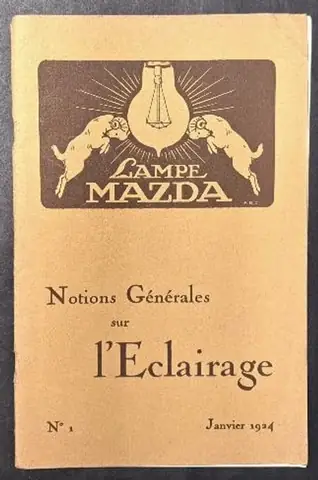 LAMPE
MAZDA
Notions Générales
sur
l'Eclairage
N° 1 Janvier 1924